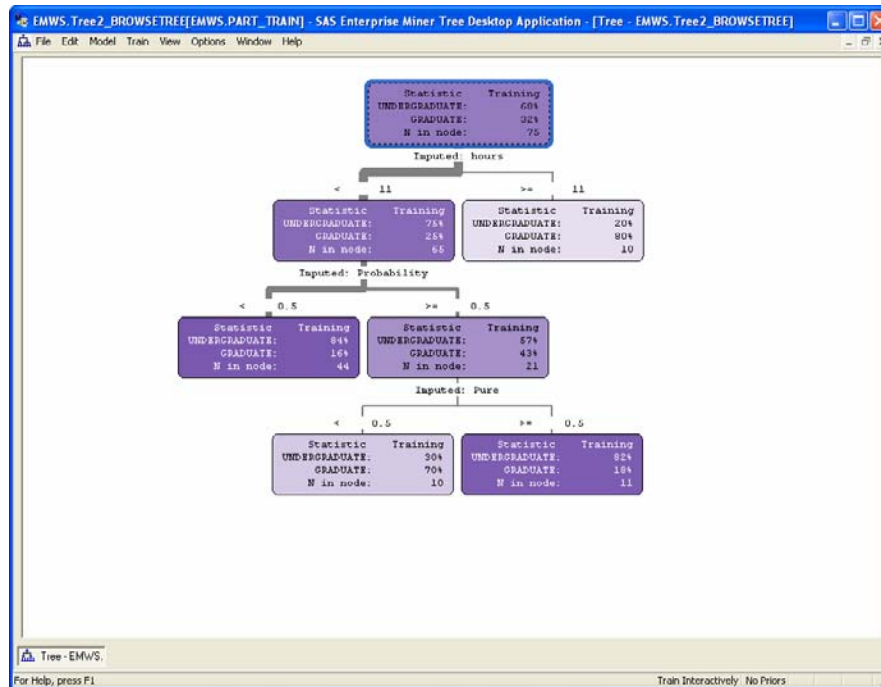 EMWS.Tree2_BROWSETREE[EMWS.PART_TRAIN] - SAS Enterprise Miner Tree Desktop Application - [Tree - EMWS.Tree2_BROWSETREE]
File Edit Model Train View Options Window Help
Statistic Training
UNDERGRADUATE: 68%
GRADUATE: 32%
N in node: 75
Imputed: hours
< 11 >= 11
Statistic Training
UNDERGRADUATE: 75%
GRADUATE: 25%
N in node: 65
Statistic Training
UNDERGRADUATE: 20%
GRADUATE: 80%
N in node: 10
Imputed: Probability
< 0.5 >= 0.5
Statistic Training
UNDERGRADUATE: 84%
GRADUATE: 16%
N in node: 44
Statistic Training
UNDERGRADUATE: 57%
GRADUATE: 43%
N in node: 21
Imputed: Pure
< 0.5 >= 0.5
Statistic Training
UNDERGRADUATE: 30%
GRADUATE: 70%
N in node: 10
Statistic Training
UNDERGRADUATE: 82%
GRADUATE: 18%
N in node: 11
Tree - EMWS.
For Help, press F1 Train Interactively No Priors